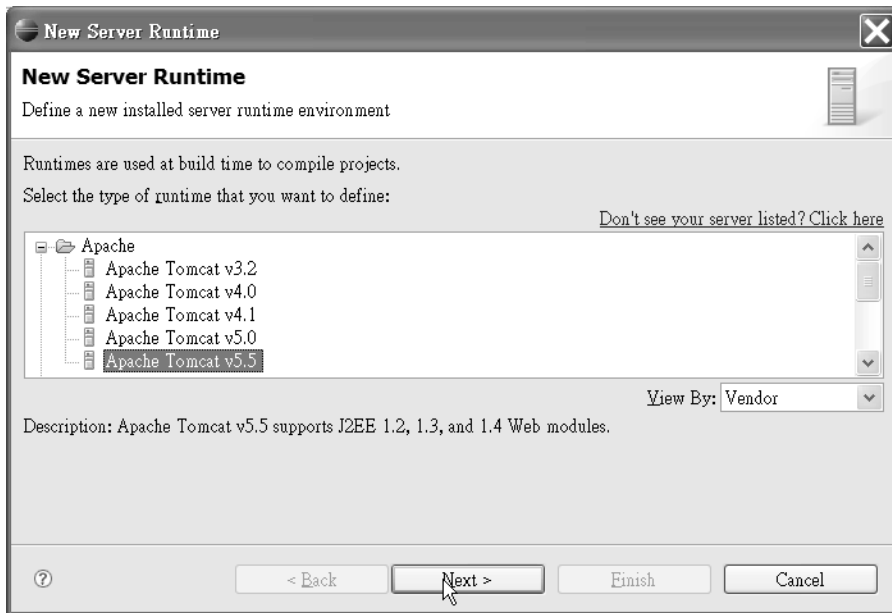 New Server Runtime
New Server Runtime
Define a new installed server runtime environment
Runtimes are used at build time to compile projects.
Select the type of runtime that you want to define:
Don't see your server listed? Click here
Apache
Apache Tomcat v3.2
Apache Tomcat v4.0
Apache Tomcat v4.1
Apache Tomcat v5.0
Apache Tomcat v5.5
View By: Vendor
Description: Apache Tomcat v5.5 supports J2EE 1.2, 1.3, and 1.4 Web modules.
? < Back Next > Finish Cancel